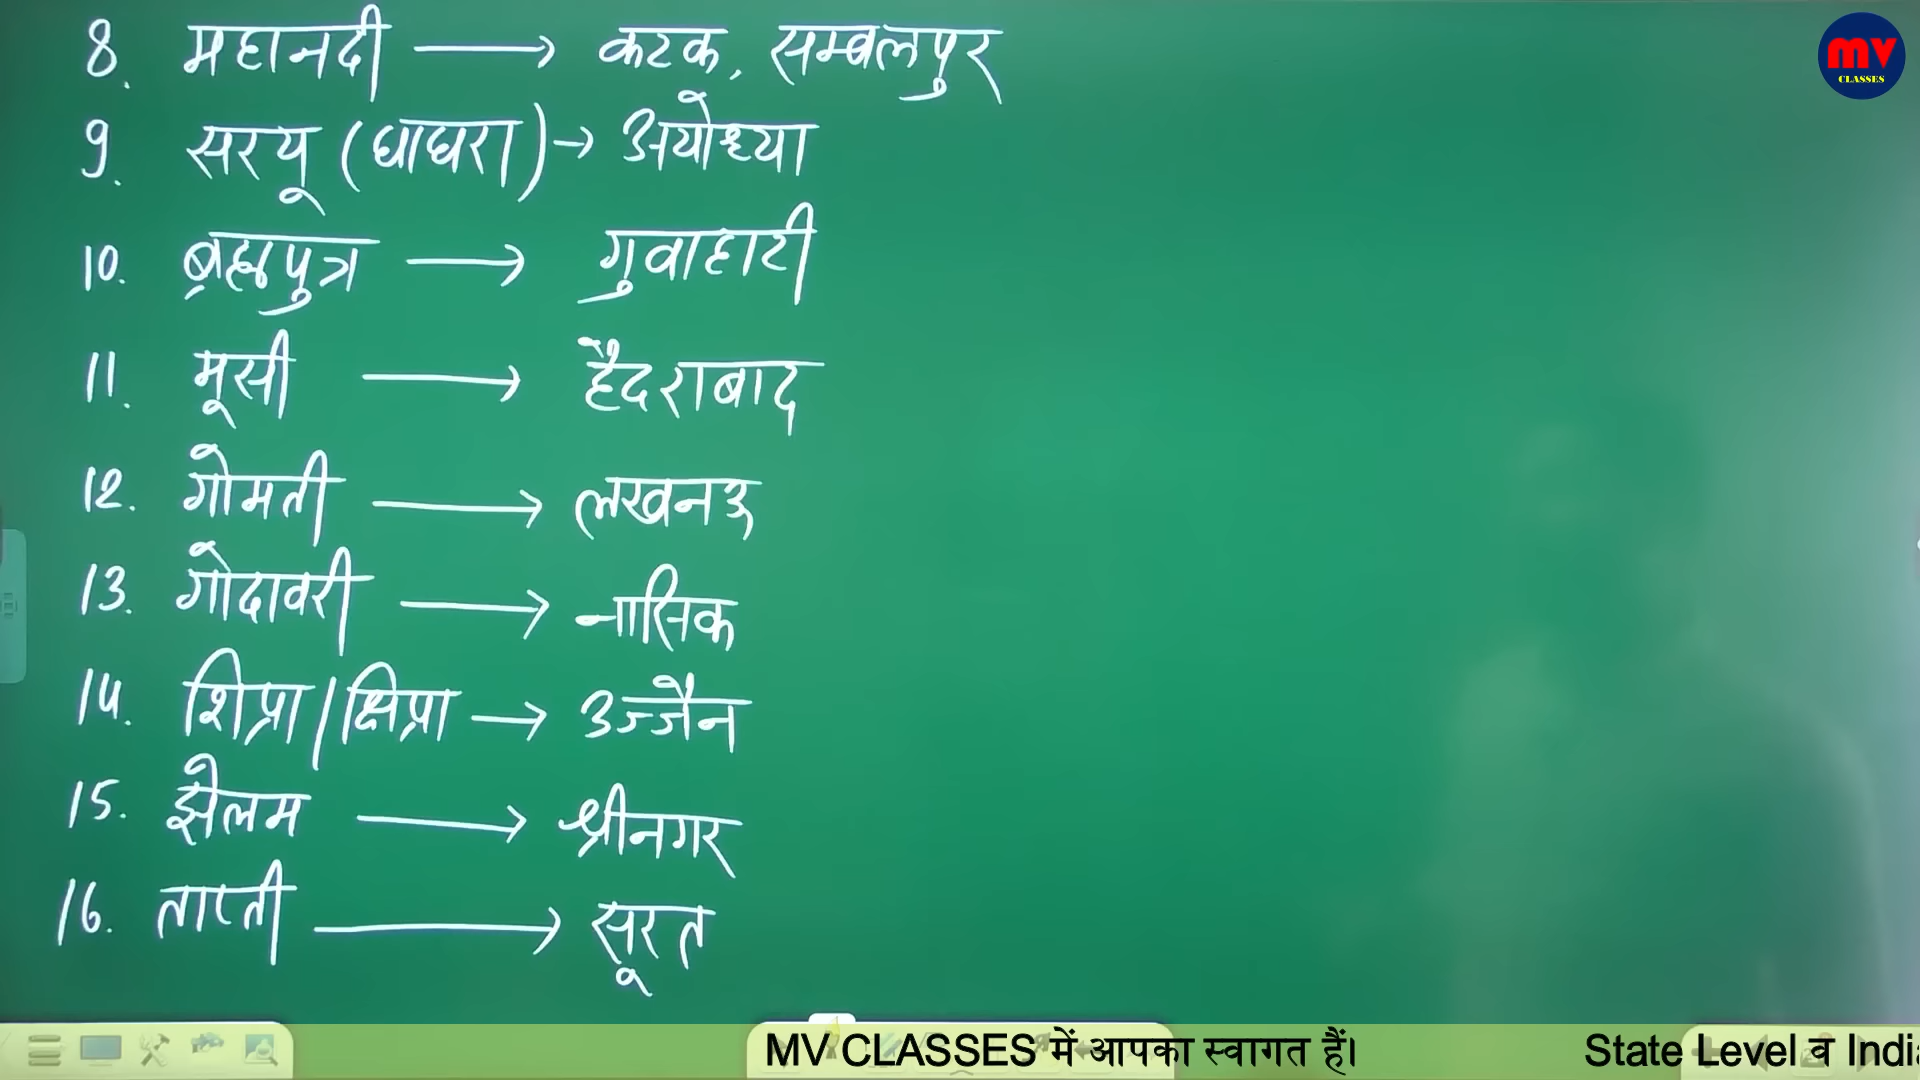 8. महानदी → कटक, सम्बलपुर
9. सरयू (घाघरा) → अयोध्या
10. ब्रह्मपुत्र → गुवाहाटी
11. मूसी → हैदराबाद
12. गोमती → लखनऊ
13. गोदावरी → नासिक
14. शिप्रा/क्षिप्रा → उज्जैन
15. झेलम → श्रीनगर
16. ताप्ती → सूरत
MV
CLASSES
MV CLASSES में आपका स्वागत हैं। State Level व India